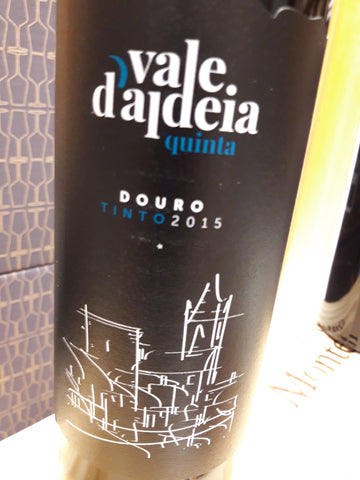 vale
d'aldeia
quinta
DOURO
TINTO 2015
*